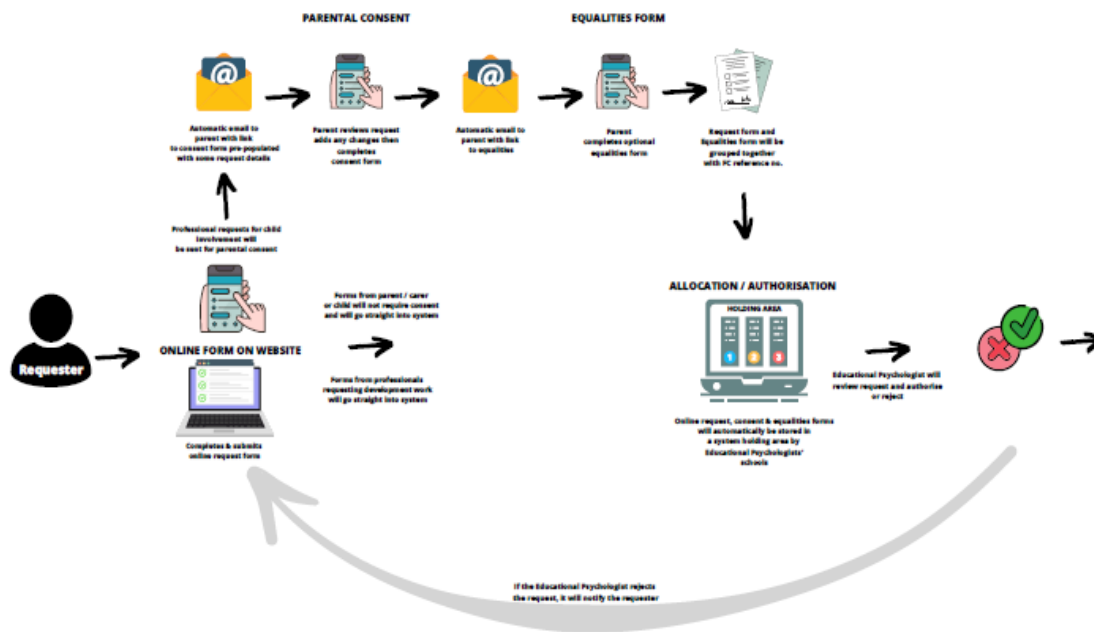 PARENTAL CONSENT
EQUALITIES FORM
@
@
Automatic email to
parent with link
to consent form pre-populated
with some request details
Parent reviews request
adds any changes then
completes
consent form
Automatic email to
parent with link
to equalities
Parent
completes optional
equalities form
Request form and
Equalities form will be
grouped together
with FC reference no.
Professional requests for child
involvement will
be sent for parental consent
Requester
ONLINE FORM ON WEBSITE
Completes & submits
online request form
Forms from parent / carer
or child will not require consent
and will go straight into system
Forms from professionals
requesting development work
will go straight into system
ALLOCATION / AUTHORISATION
HOLDING AREA
1 2 3
Online request, consent & equalities forms
will automatically be stored in
a system holding area by
Educational Psychologists'
schools
Educational Psychologist will
review request and authorise
or reject
If the Educational Psychologist rejects
the request, it will notify the requester